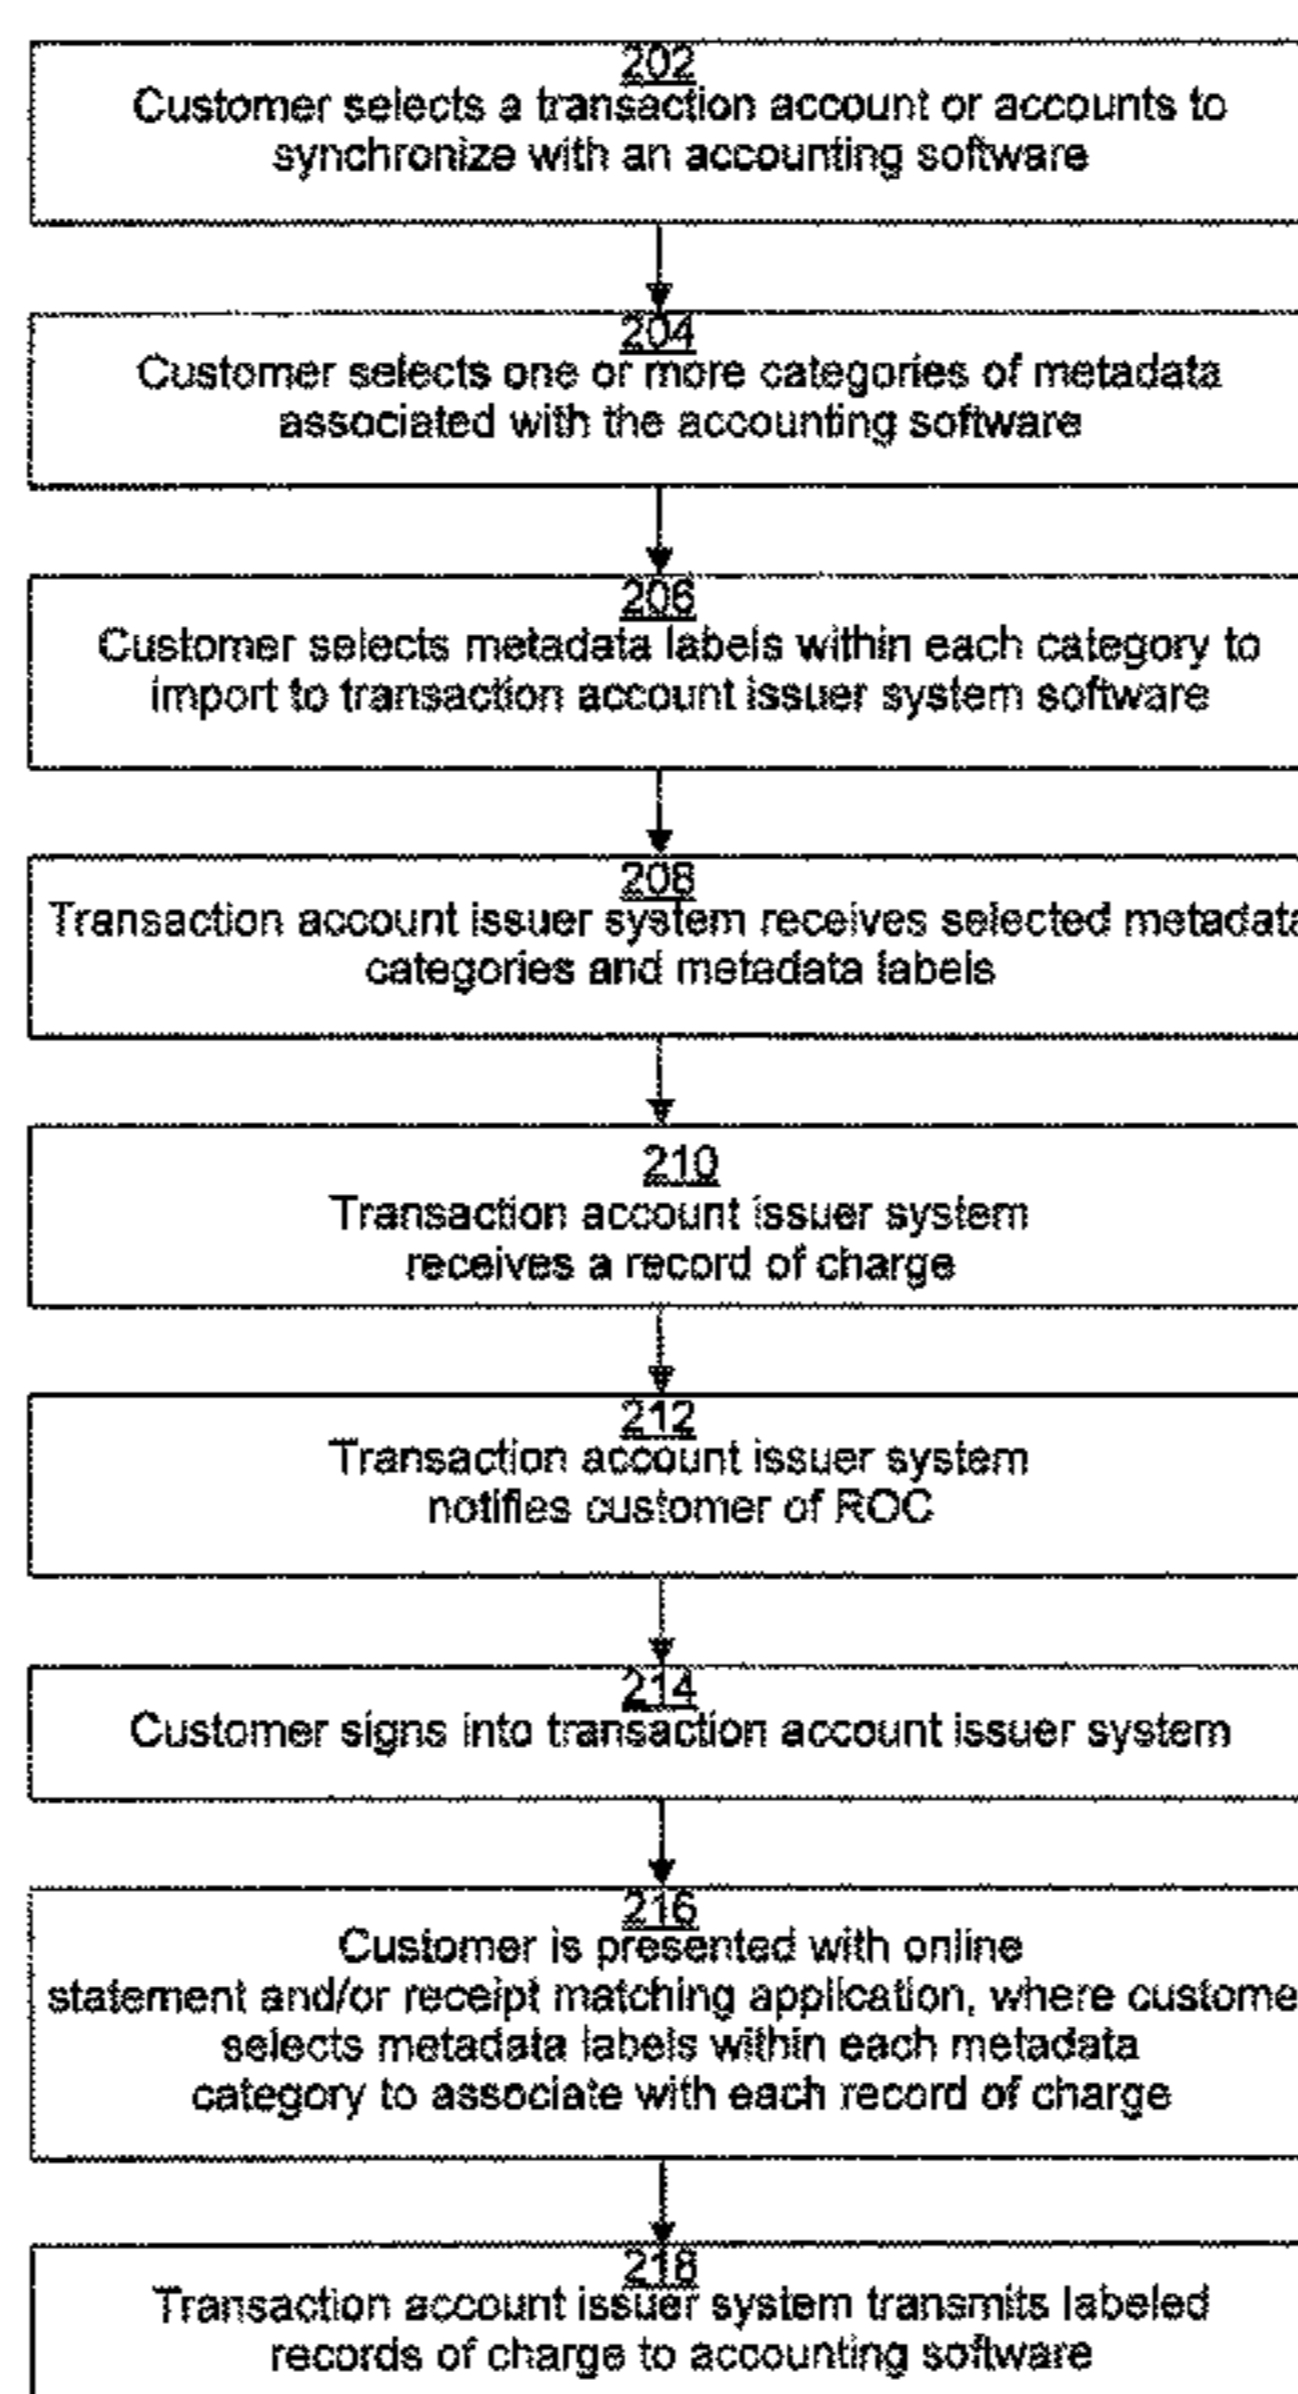 202
Customer selects a transaction account or accounts to
synchronize with an accounting software
204
Customer selects one or more categories of metadata
associated with the accounting software
206
Customer selects metadata labels within each category to
import to transaction account issuer system software
208
Transaction account issuer system receives selected metadata
categories and metadata labels
210
Transaction account issuer system
receives a record of charge
212
Transaction account issuer system
notifies customer of ROC
214
Customer signs into transaction account issuer system
216
Customer is presented with online
statement and/or receipt matching application, where custome
selects metadata labels within each metadata
category to associate with each record of charge
218
Transaction account issuer system transmits labeled
records of charge to accounting software